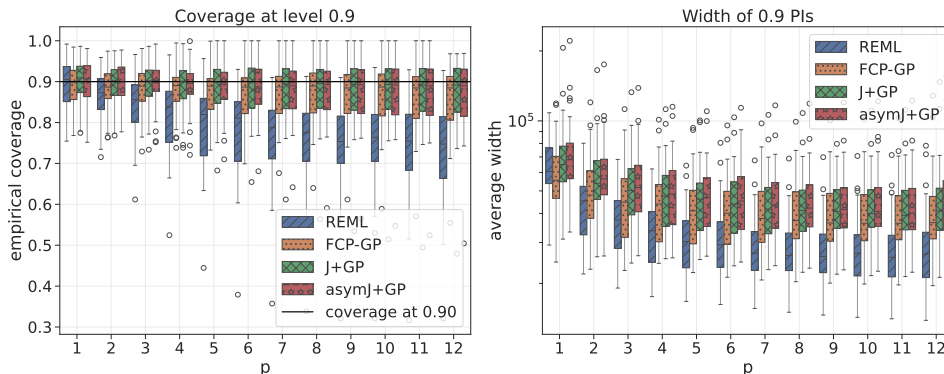 Coverage at level 0.9
empirical coverage
1.0
0.9
0.8
0.7
0.6
0.5
0.4
0.3
REML
FCP-GP
J+GP
asymJ+GP
coverage at 0.90
1 2 3 4 5 6 7 8 9 10 11 12
p
Width of 0.9 PIs
average width
10⁵
REML
FCP-GP
J+GP
asymJ+GP
1 2 3 4 5 6 7 8 9 10 11 12
p